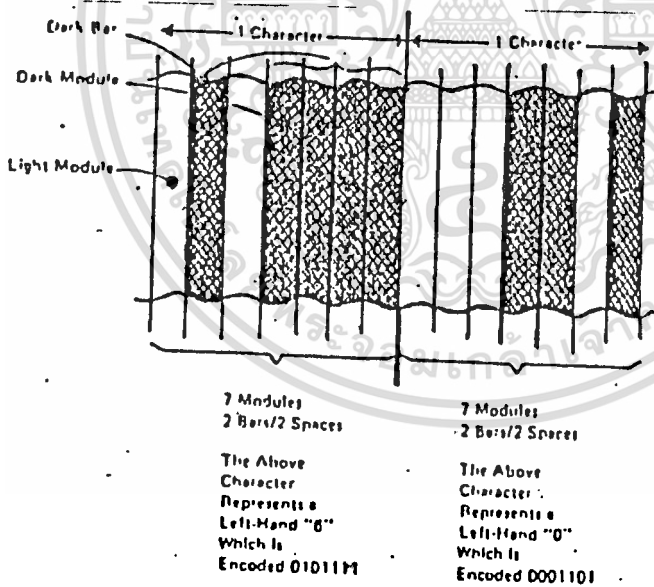 Dark Bar
1 Character
1 Character
Dark Module
Light Module
7 Modules
2 Bars/2 Spaces
The Above
Character
Represents a
Left-Hand "6"
Which Is
Encoded 0101111
7 Modules
2 Bars/2 Spaces
The Above
Character
Represents a
Left-Hand "0"
Which Is
Encoded 0001101